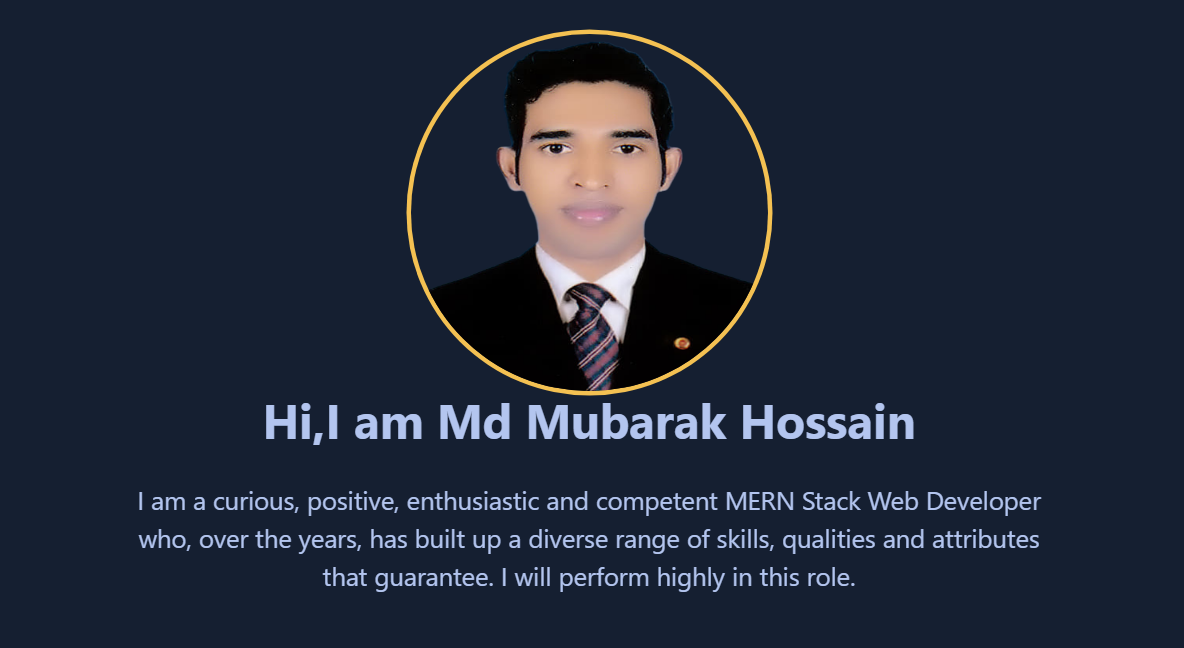 Hi,I am Md Mubarak Hossain
I am a curious, positive, enthusiastic and competent MERN Stack Web Developer
who, over the years, has built up a diverse range of skills, qualities and attributes
that guarantee. I will perform highly in this role.